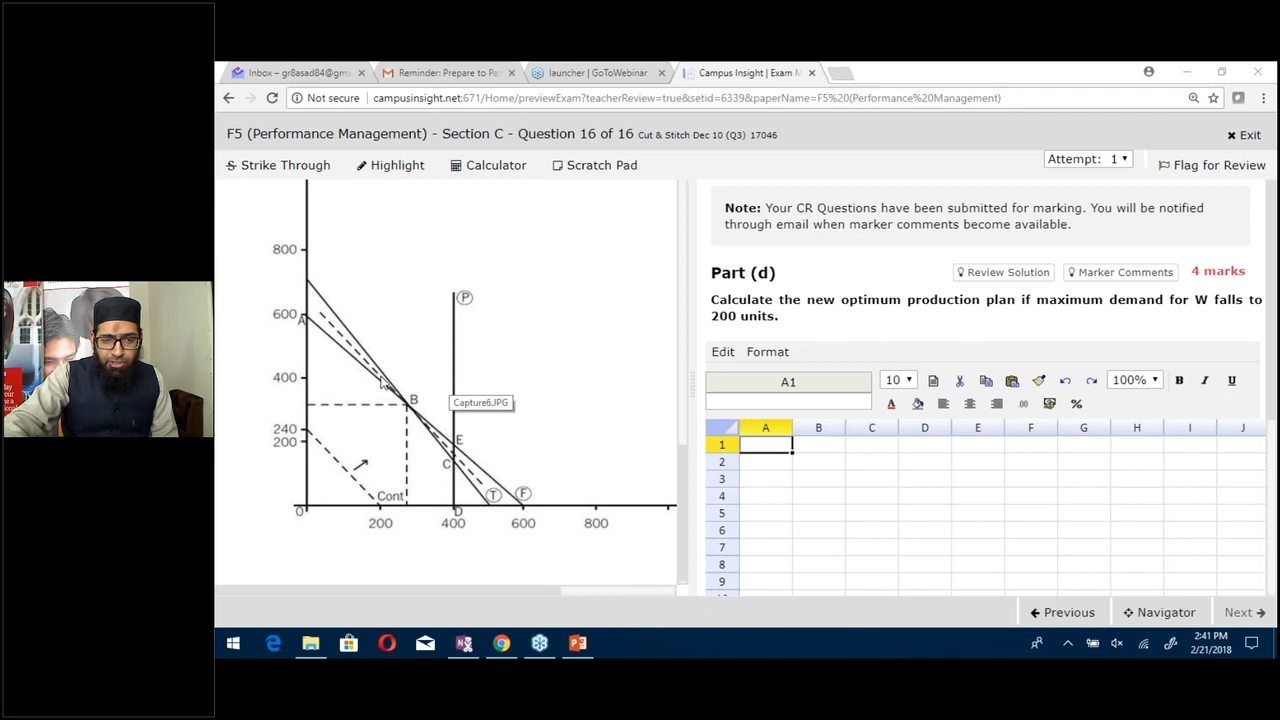 Inbox – gr8asad84@gma
Reminder: Prepare to Pa
launcher | GoToWebinar
Campus Insight | Exam M
Not secure
campusinsight.net:671/Home/previewExam?teacherReview=true&setid=6339&paperName=F5%20(Performance%20Management)
F5 (Performance Management) - Section C - Question 16 of 16 Cut & Stitch Dec 10 (Q3) 17046
Exit
Strike Through
Highlight
Calculator
Scratch Pad
Attempt: 1
Flag for Review
800
600
400
240
200
0
A
B
E
C
D
P
T
F
Cont
200
400
600
800
Capture6.JPG
Note: Your CR Questions have been submitted for marking. You will be notified
through email when marker comments become available.
Part (d)
Review Solution
Marker Comments
4 marks
Calculate the new optimum production plan if maximum demand for W falls to
200 units.
Edit Format
A1
10
100%
B I U
A
%
A B C D E F G H I J
1
2
3
4
5
6
7
8
9
Previous
Navigator
Next
2:41 PM
2/21/2018